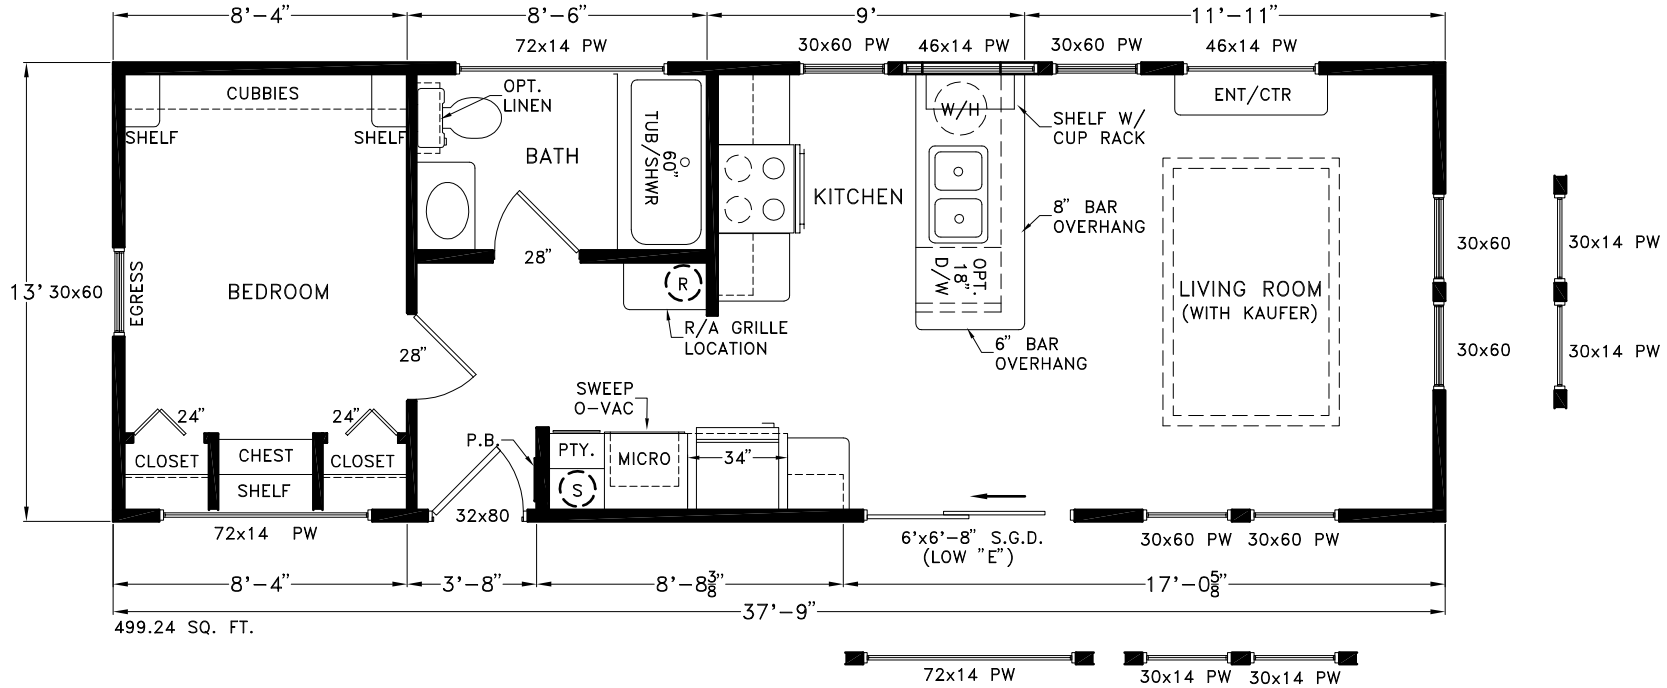 8'-4"
8'-6"
9'
11'-11"
72x14 PW
30x60 PW
46x14 PW
30x60 PW
46x14 PW
CUBBIES
SHELF
SHELF
OPT.
LINEN
BATH
TUB/SHWR
60"
W/H
SHELF W/
CUP RACK
ENT/CTR
KITCHEN
8" BAR
OVERHANG
28"
R
R/A GRILLE
LOCATION
OPT.
18"
D/W
6" BAR
OVERHANG
LIVING ROOM
(WITH KAUFER)
30x60
30x60
30x14 PW
30x14 PW
13'
30x60
EGRESS
BEDROOM
28"
24"
24"
CLOSET
CHEST
CLOSET
SHELF
72x14 PW
SWEEP
O-VAC
P.B.
PTY.
S
MICRO
34"
32x80
6'x6'-8" S.G.D.
(LOW "E")
30x60 PW
30x60 PW
8'-4"
3'-8"
8'-8 3/8"
17'-0 5/8"
37'-9"
499.24 SQ. FT.
72x14 PW
30x14 PW
30x14 PW